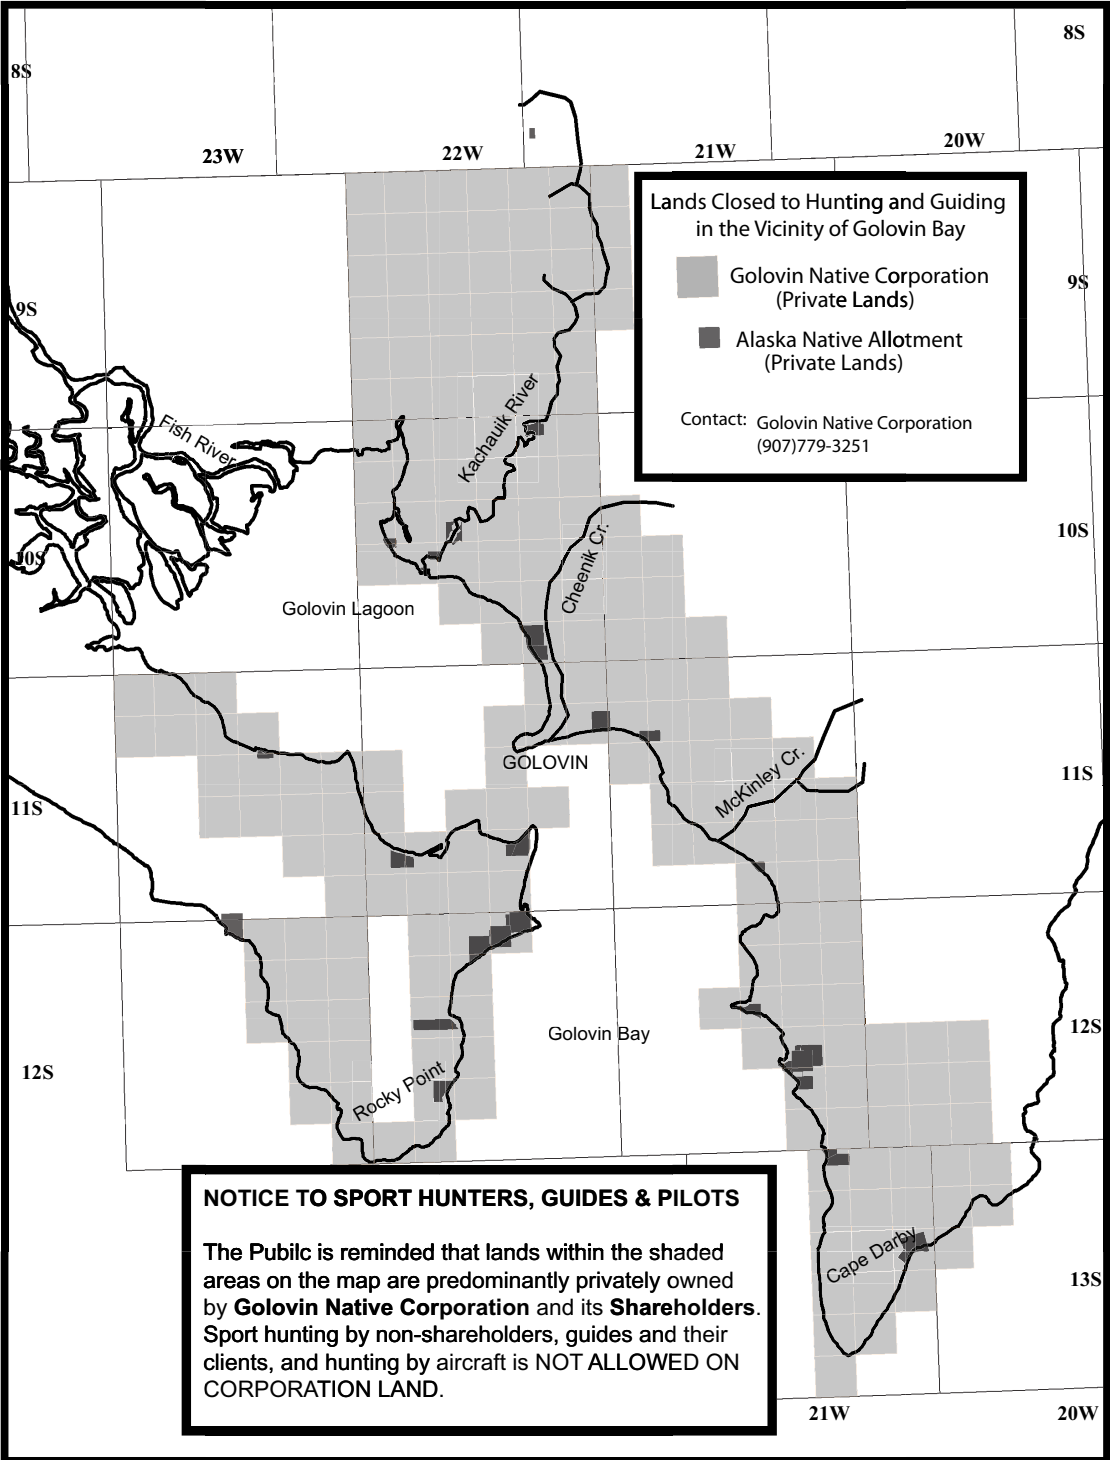 8S
8S
23W
22W
21W
20W
Lands Closed to Hunting and Guiding
in the Vicinity of Golovin Bay
Golovin Native Corporation
(Private Lands)
Alaska Native Allotment
(Private Lands)
Contact: Golovin Native Corporation
(907)779-3251
9S
9S
Fish River
Kachauik River
10S
10S
Cheenik Cr.
Golovin Lagoon
GOLOVIN
McKinley Cr.
11S
11S
Golovin Bay
12S
12S
Rocky Point
Cape Darby
13S
NOTICE TO SPORT HUNTERS, GUIDES & PILOTS
The Pubilc is reminded that lands within the shaded
areas on the map are predominantly privately owned
by Golovin Native Corporation and its Shareholders.
Sport hunting by non-shareholders, guides and their
clients, and hunting by aircraft is NOT ALLOWED ON
CORPORATION LAND.
21W
20W